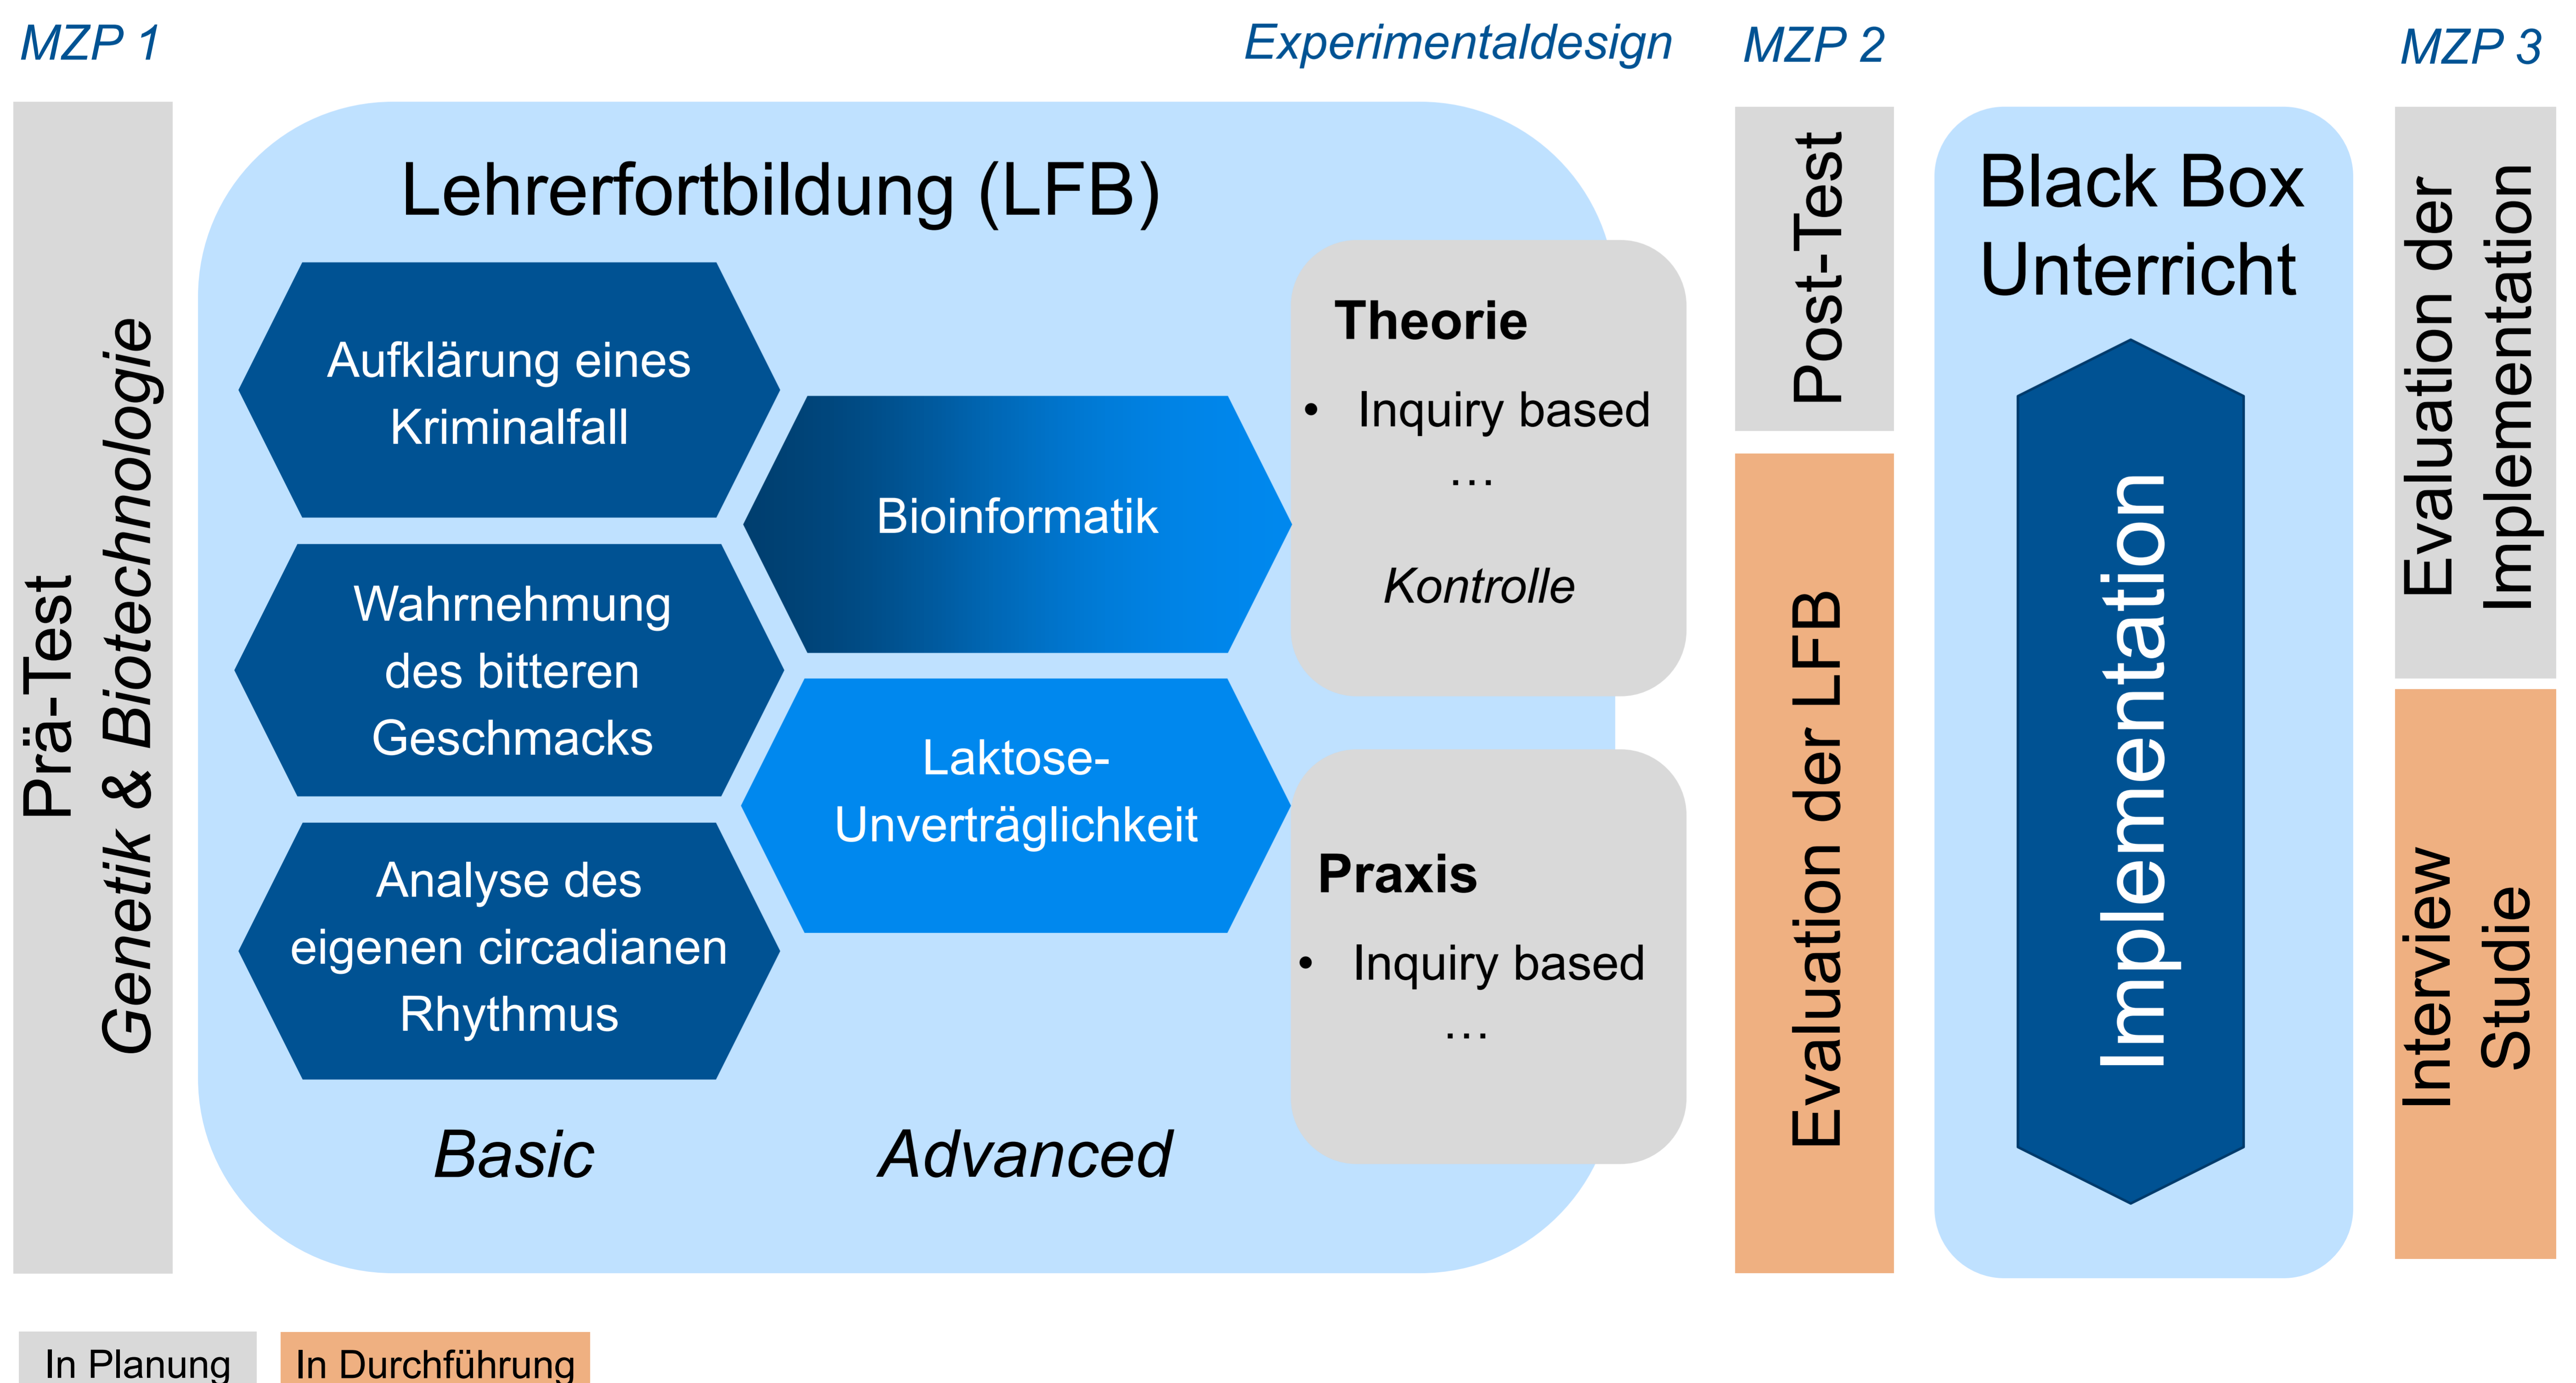 MZP 1
Experimentaldesign
MZP 2
MZP 3
Prä-Test
Genetik & Biotechnologie
Lehrerfortbildung (LFB)
Aufklärung eines
Kriminalfall
Wahrnehmung
des bitteren
Geschmacks
Analyse des
eigenen circadianen
Rhythmus
Basic
Bioinformatik
Laktose-
Unverträglichkeit
Advanced
Theorie
• Inquiry based
…
Kontrolle
Praxis
• Inquiry based
…
Post-Test
Evaluation der LFB
Black Box
Unterricht
Implementation
Evaluation der
Implementation
Interview
Studie
In Planung
In Durchführung